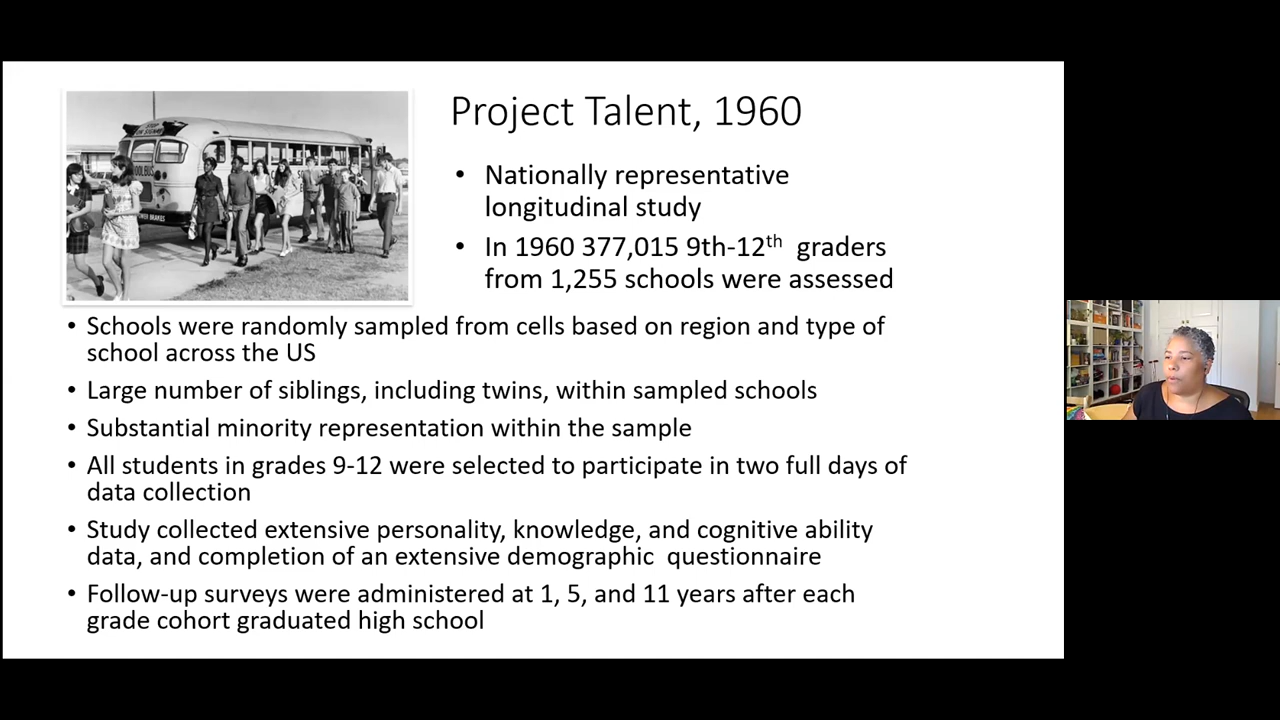 Project Talent, 1960
• Nationally representative
longitudinal study
• In 1960 377,015 9th-12th graders
from 1,255 schools were assessed
• Schools were randomly sampled from cells based on region and type of
school across the US
• Large number of siblings, including twins, within sampled schools
• Substantial minority representation within the sample
• All students in grades 9-12 were selected to participate in two full days of
data collection
• Study collected extensive personality, knowledge, and cognitive ability
data, and completion of an extensive demographic questionnaire
• Follow-up surveys were administered at 1, 5, and 11 years after each
grade cohort graduated high school